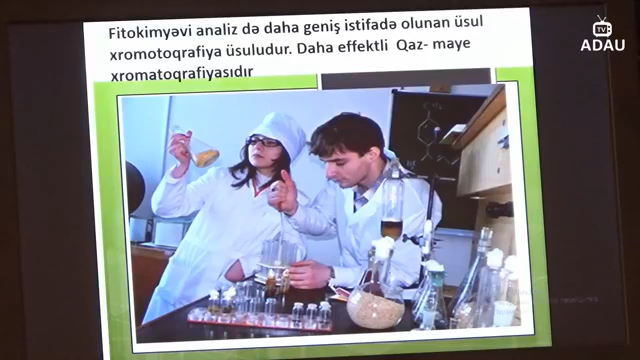 Fitokimyəvi analiz də daha geniş istifadə olunan üsul
xromotoqrafiya üsuludur. Daha effektli Qaz- maye
xromatoqrafiyasıdır
TV
ADAU